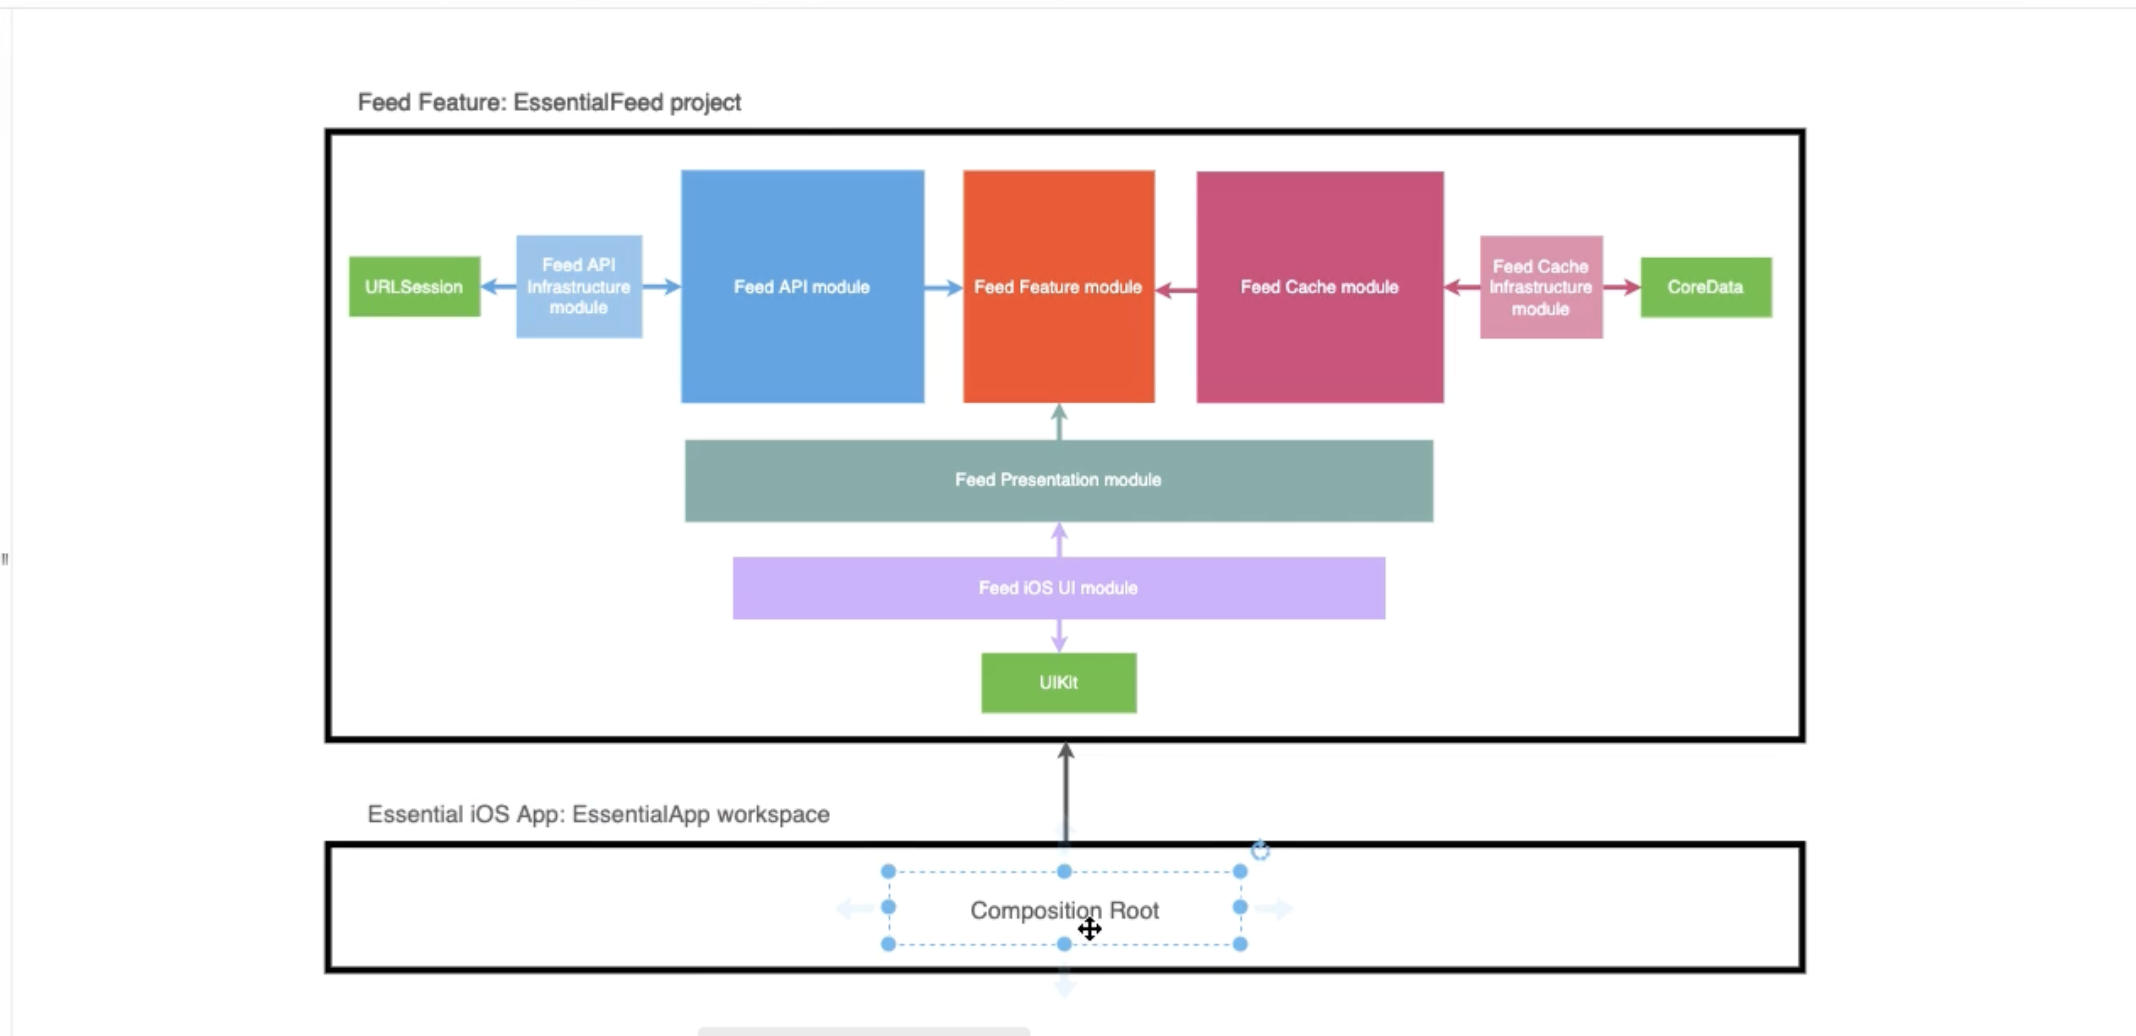 Feed Feature: EssentialFeed project
URLSession
Feed API
Infrastructure
module
Feed API module
Feed Feature module
Feed Cache module
Feed Cache
Infrastructure
module
CoreData
Feed Presentation module
Feed iOS UI module
UIKit
Essential iOS App: EssentialApp workspace
Composition Root